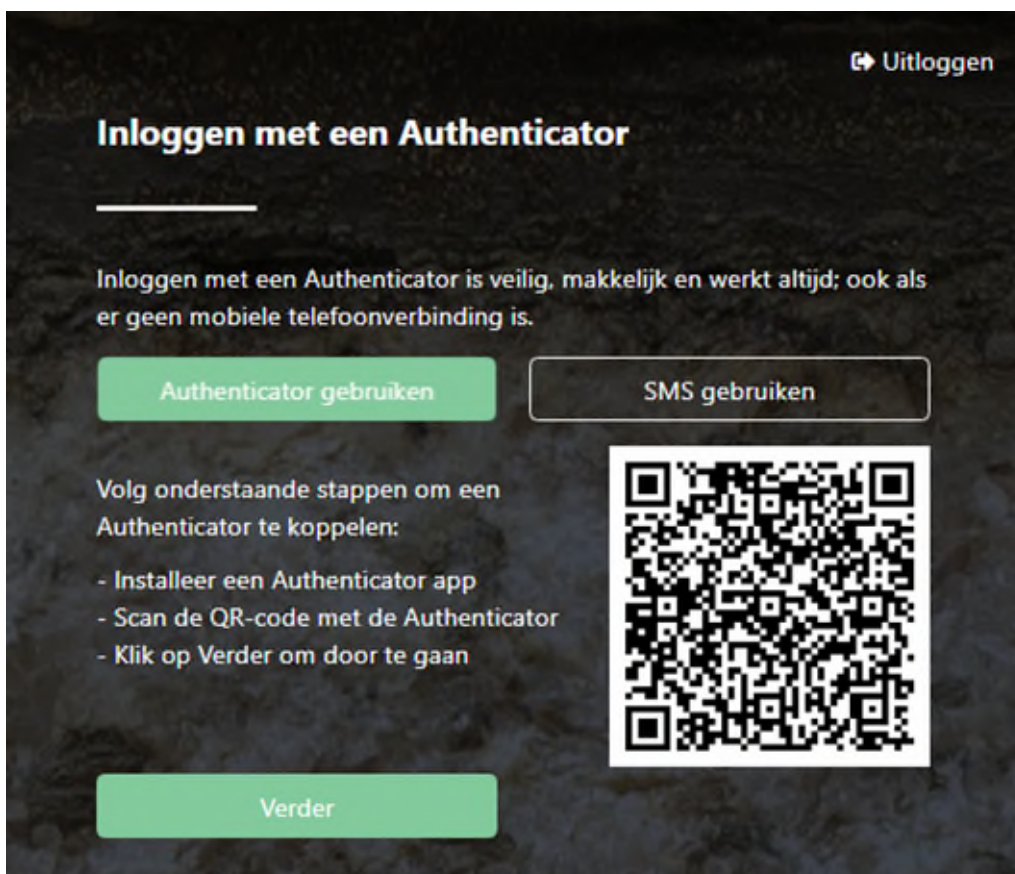 Uitloggen
Inloggen met een Authenticator
Inloggen met een Authenticator is veilig, makkelijk en werkt altijd; ook als
er geen mobiele telefoonverbinding is.
Authenticator gebruiken
SMS gebruiken
Volg onderstaande stappen om een
Authenticator te koppelen:
- Installeer een Authenticator app
- Scan de QR-code met de Authenticator
- Klik op Verder om door te gaan
Verder